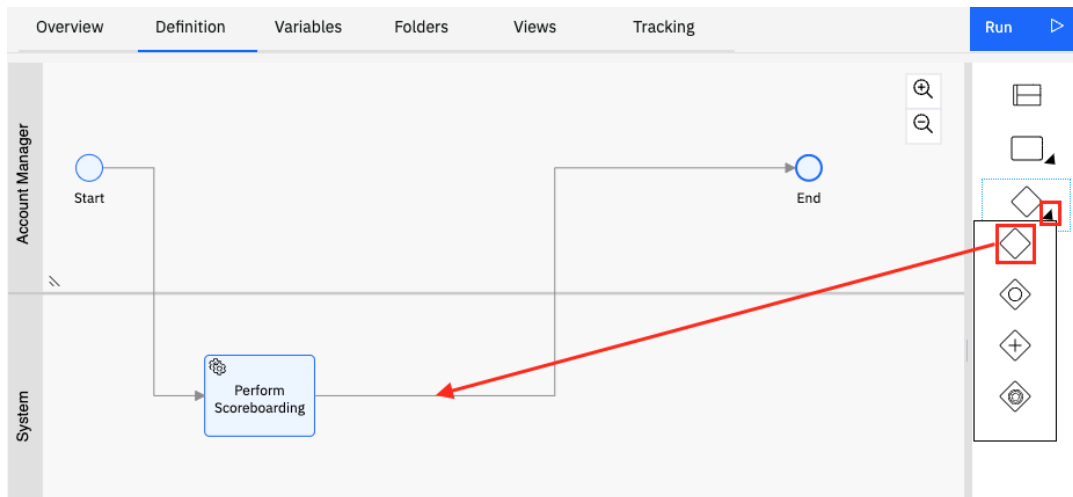 Overview
Definition
Variables
Folders
Views
Tracking
Run
Account Manager
Start
End
System
Perform
Scoreboarding